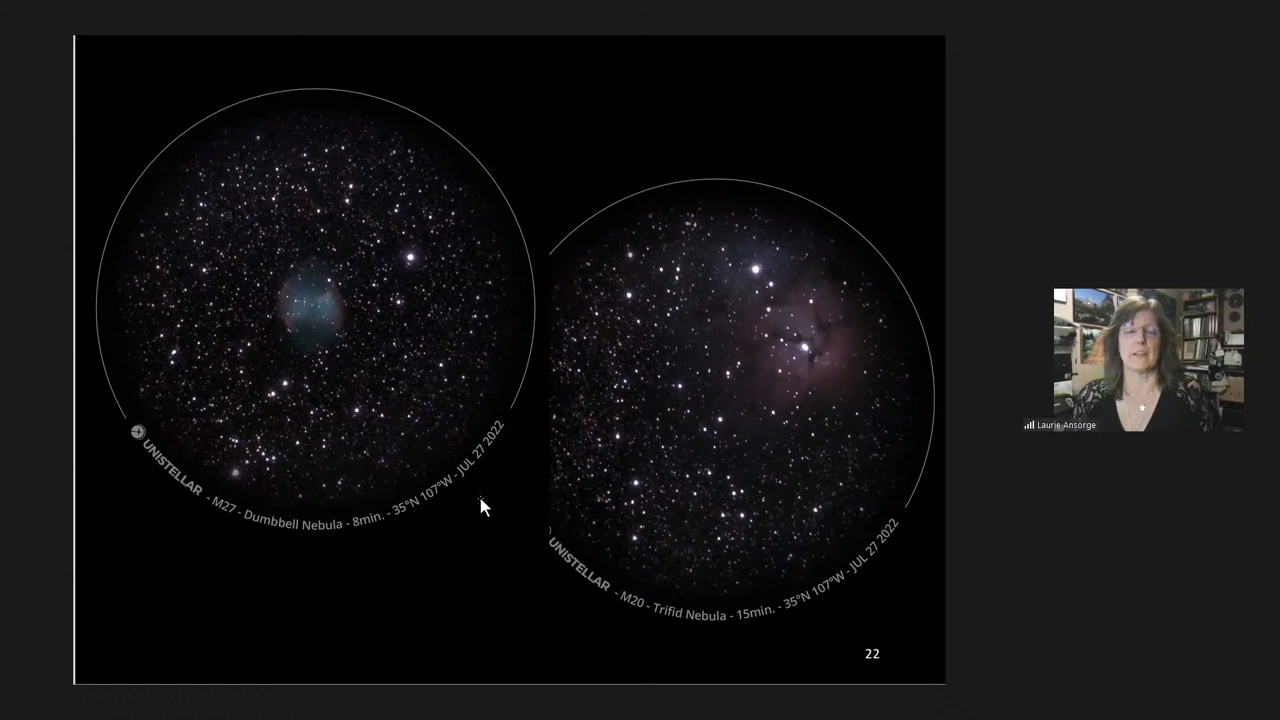 UNISTELLAR - M27 - Dumbbell Nebula - 8min. - 35°N 107°W - JUL 27 2022
UNISTELLAR - M20 - Trifid Nebula - 15min. - 35°N 107°W - JUL 27 2022
22
Laurie Ansorge